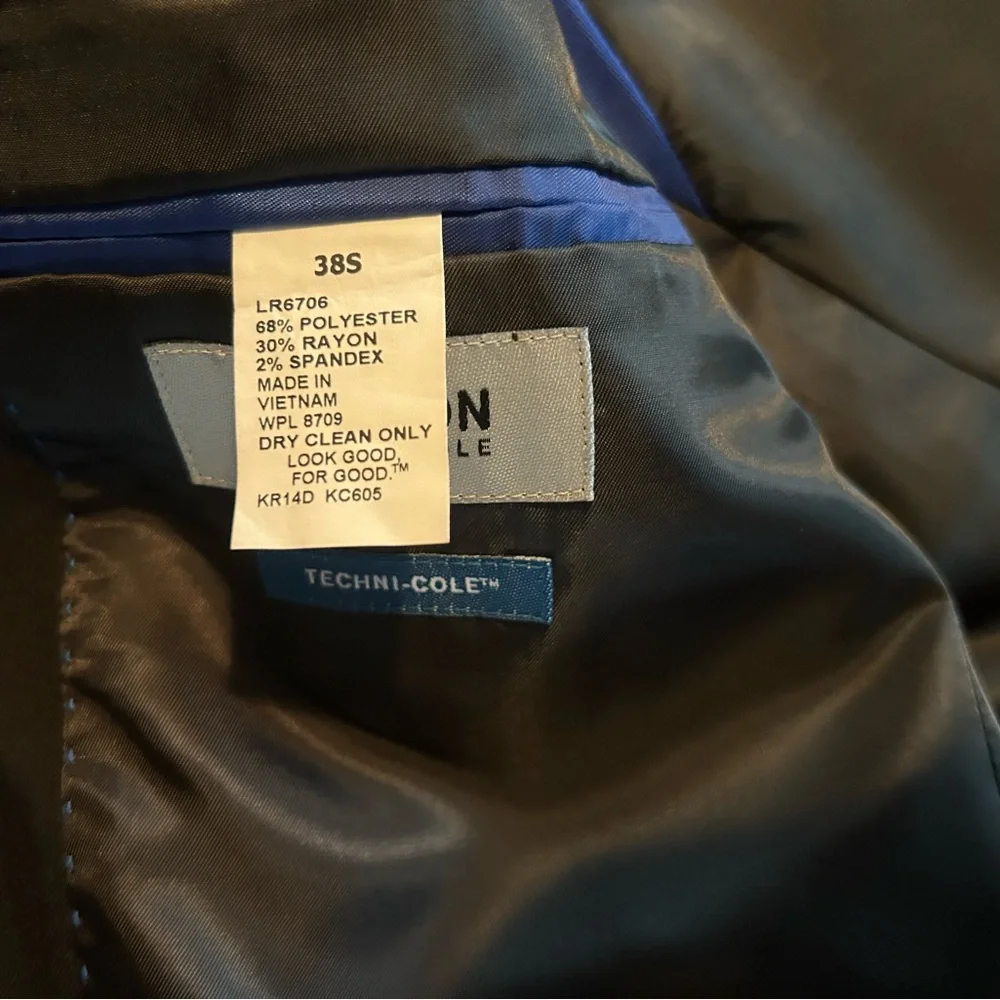 38S
LR6706
68% POLYESTER
30% RAYON
2% SPANDEX
MADE IN
VIETNAM
WPL 8709
DRY CLEAN ONLY
LOOK GOOD,
FOR GOOD.™
KR14D KC605
ON
LE
TECHNI-COLE™